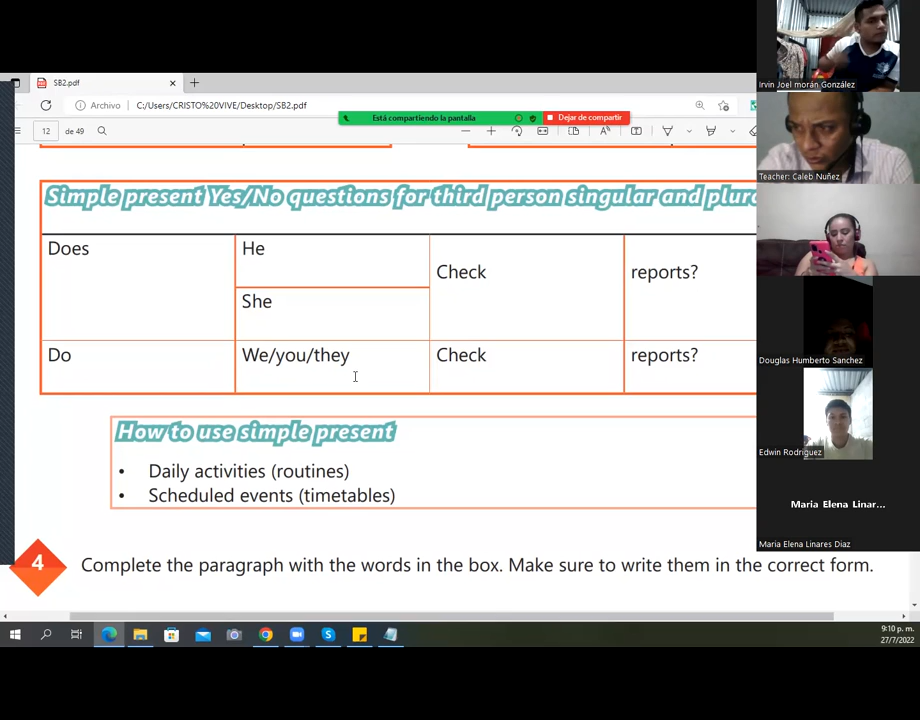 SB2.pdf
Archivo
C:/Users/CRISTO%20VIVE/Desktop/SB2.pdf
Está compartiendo la pantalla
Dejar de compartir
12 de 49
Simple present Yes/No questions for third person singular and plura
Does He Check reports?
She
Do We/you/they Check reports?
How to use simple present
• Daily activities (routines)
• Scheduled events (timetables)
4 Complete the paragraph with the words in the box. Make sure to write them in the correct form.
Irvin Joel morán González
Teacher: Caleb Nuñez
Douglas Humberto Sanchez
Edwin Rodriguez
Maria Elena Linar...
Maria Elena Linares Diaz
9:10 p. m.
27/7/2022